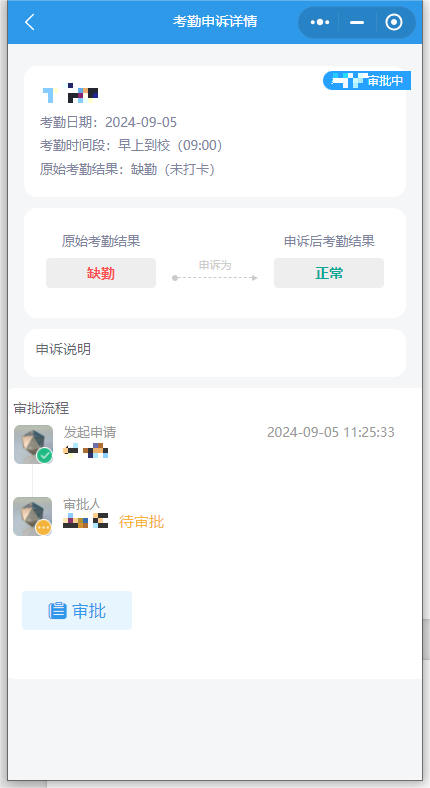 考勤申诉详情
审批中
考勤日期：2024-09-05
考勤时间段：早上到校（09:00）
原始考勤结果：缺勤（未打卡）
原始考勤结果
申诉后考勤结果
缺勤
申诉为
正常
申诉说明
审批流程
发起申请
2024-09-05 11:25:33
审批人
待审批
审批